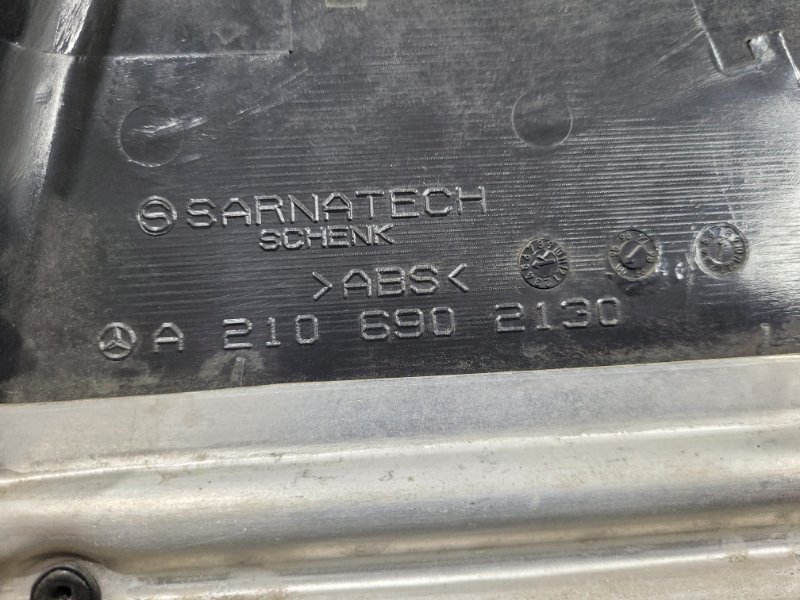 SARNATECH
SCHENK
>ABS<
A 210 690 2130